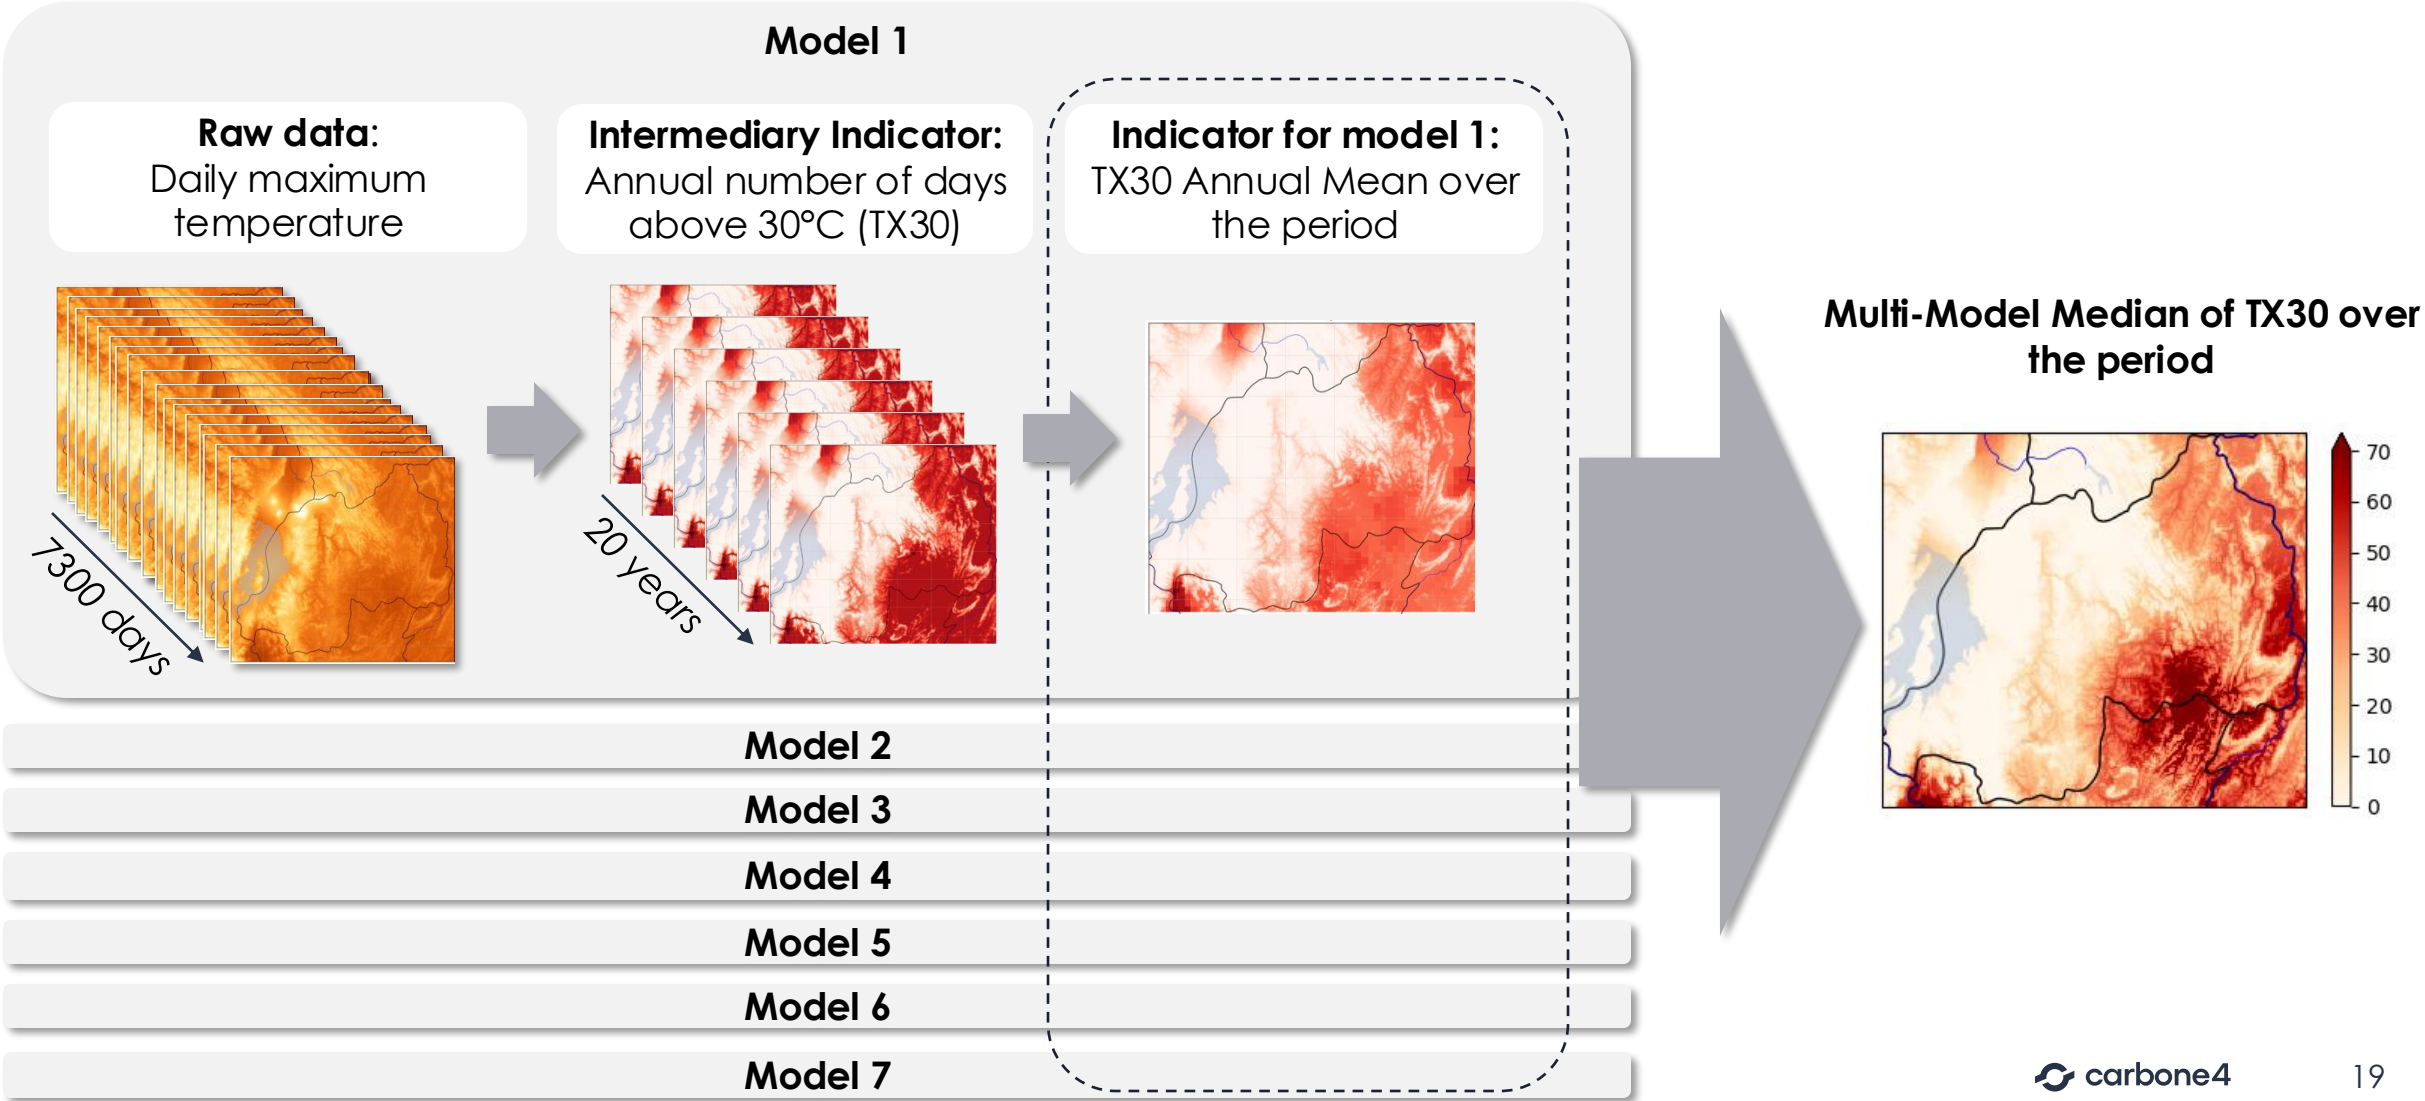 Model 1
Raw data:
Daily maximum
temperature
Intermediary Indicator:
Annual number of days
above 30°C (TX30)
Indicator for model 1:
TX30 Annual Mean over
the period
7300 days
20 years
Multi-Model Median of TX30 over
the period
70
60
50
40
30
20
10
0
Model 2
Model 3
Model 4
Model 5
Model 6
Model 7
carbone4
19